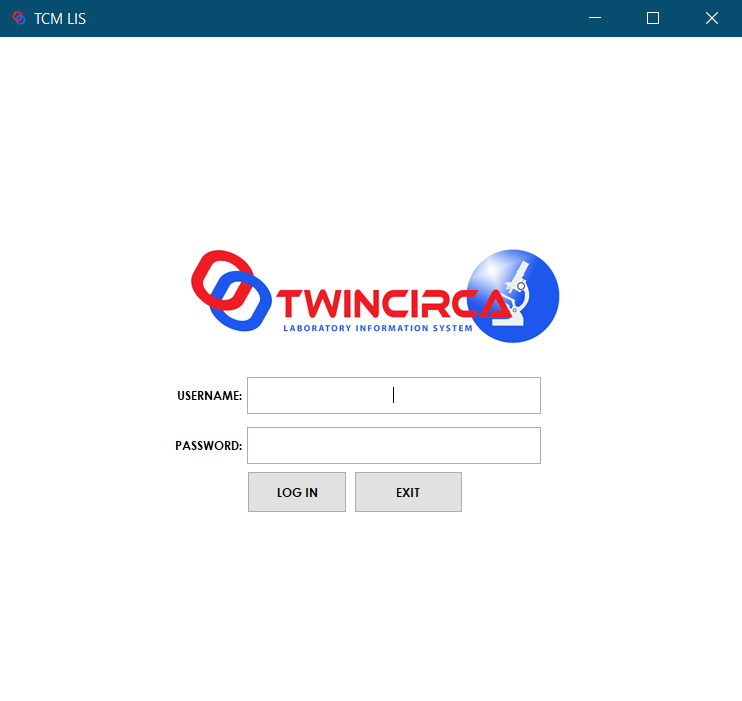 TCM LIS
TWINCIRCA
LABORATORY INFORMATION SYSTEM
USERNAME:
PASSWORD:
LOG IN EXIT